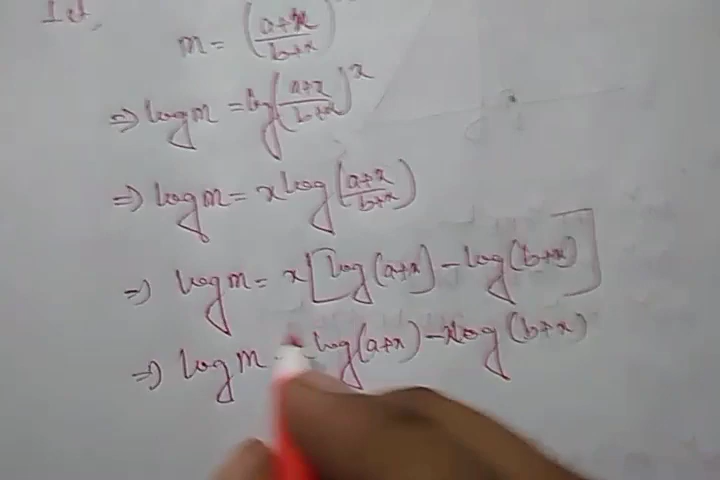 Let,
m = (a+x/b+x)
⇒ log m = log(a+x/b+x)^x
⇒ log m = x log(a+x/b+x)
⇒ log m = x[log(a+x) - log(b+x)]
⇒ log m = log(a+x) - x log(b+x)